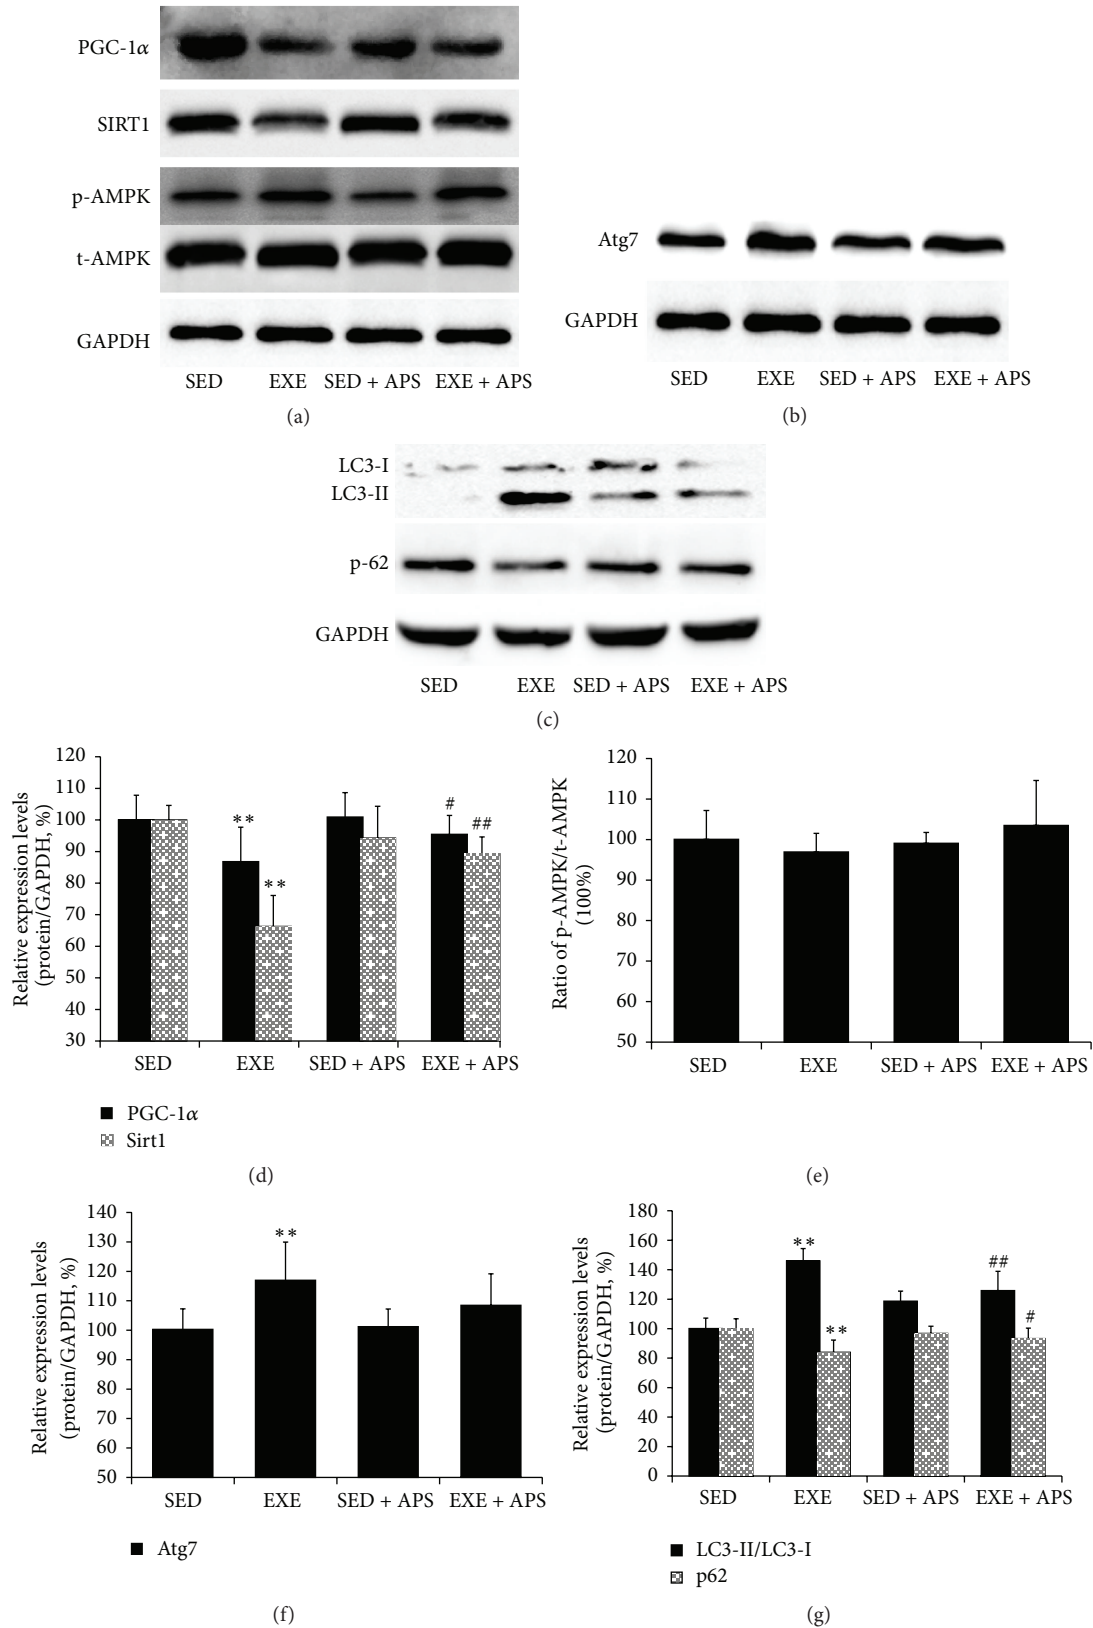 PGC-1α
SIRT1
p-AMPK
t-AMPK
GAPDH
SED EXE SED + APS EXE + APS
(a)
Atg7
GAPDH
SED EXE SED + APS EXE + APS
(b)
LC3-I
LC3-II
p-62
GAPDH
SED EXE SED + APS EXE + APS
(c)
Relative expression levels
(protein/GAPDH, %)
120
110
100
90
80
70
60
50
40
30
**
**
#
##
SED EXE SED + APS EXE + APS
PGC-1α
Sirt1
(d)
Ratio of p-AMPK/t-AMPK
(100%)
120
110
100
90
100
80
70
60
50
SED EXE SED + APS EXE + APS
(e)
Relative expression levels
(protein/GAPDH, %)
140
130
120
110
100
90
80
70
60
50
**
SED EXE SED + APS EXE + APS
Atg7
(f)
Relative expression levels
(protein/GAPDH, %)
180
160
140
120
100
80
60
40
20
0
**
**
##
#
SED EXE SED + APS EXE + APS
LC3-II/LC3-I
p62
(g)